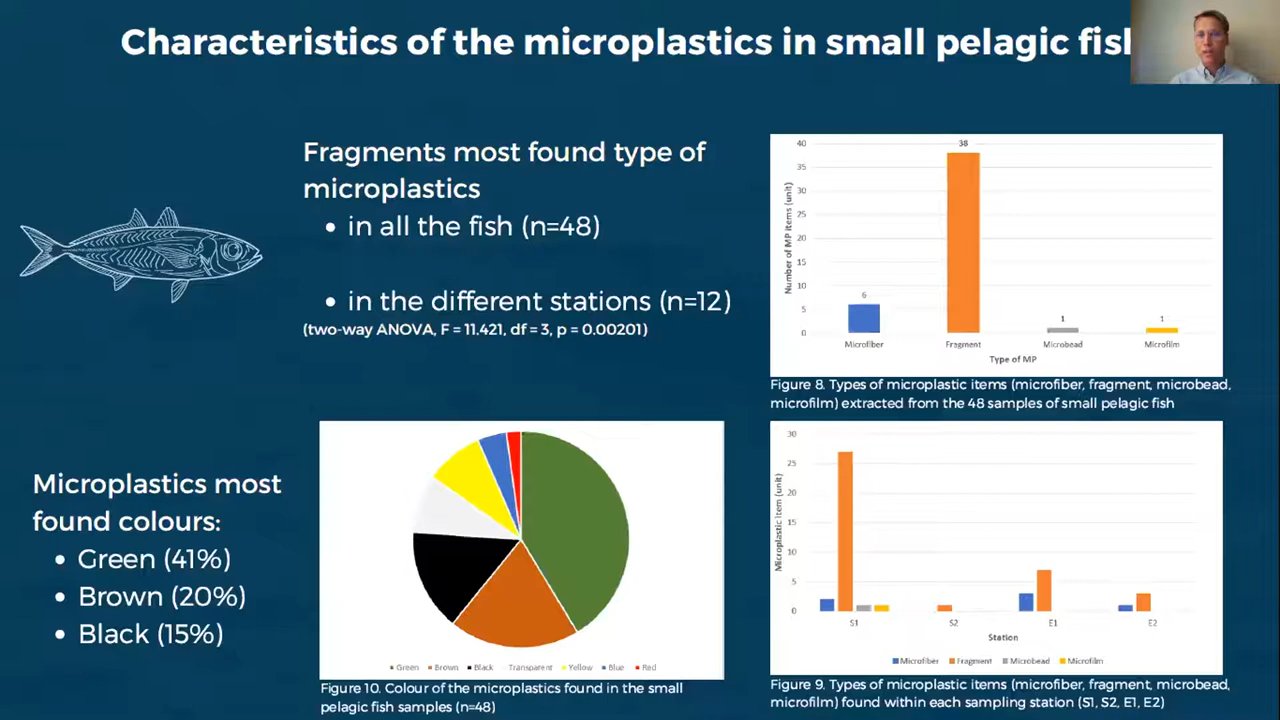 Characteristics of the microplastics in small pelagic fish
Fragments most found type of
microplastics
• in all the fish (n=48)
• in the different stations (n=12)
(two-way ANOVA, F = 11.421, df = 3, p = 0.00201)
Number of MP items (unit)
40
35
30
25
20
15
10
5
0
6
38
1
1
Microfiber
Fragment
Microbead
Microfilm
Type of MP
Figure 8. Types of microplastic items (microfiber, fragment, microbead,
microfilm) extracted from the 48 samples of small pelagic fish
Microplastics most
found colours:
• Green (41%)
• Brown (20%)
• Black (15%)
Green Brown Black Transparent Yellow Blue Red
Figure 10. Colour of the microplastics found in the small
pelagic fish samples (n=48)
Microplastic item (unit)
30
25
20
15
10
5
0
S1
S2
E1
E2
Station
Microfiber Fragment Microbead Microfilm
Figure 9. Types of microplastic items (microfiber, fragment, microbead,
microfilm) found within each sampling station (S1, S2, E1, E2)